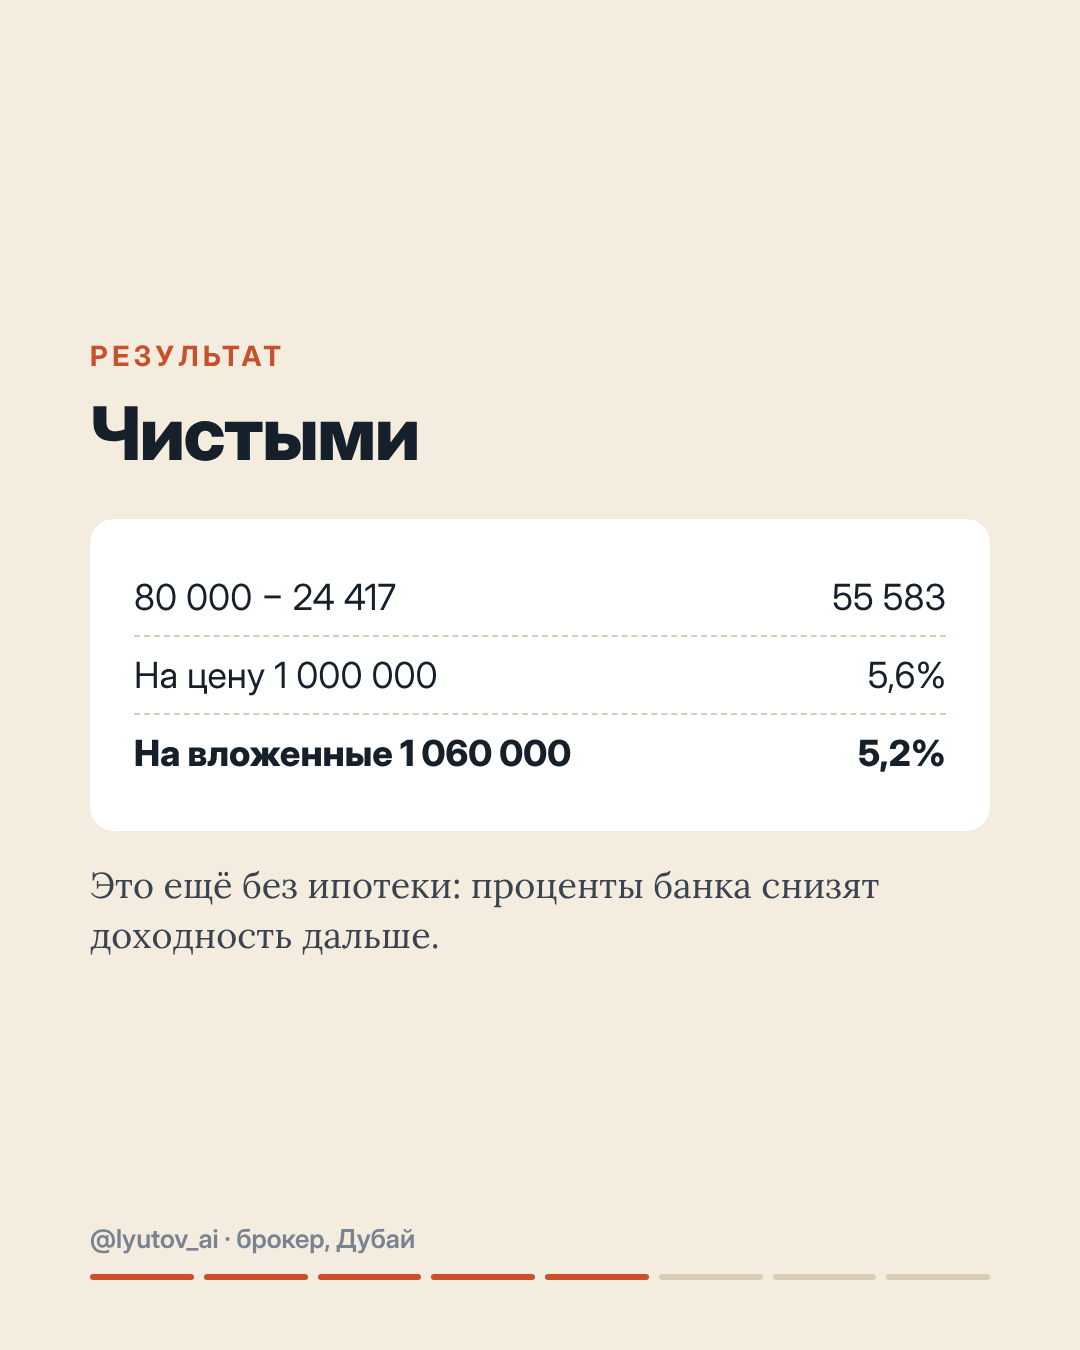 РЕЗУЛЬТАТ
Чистыми
80 000 − 24 417 55 583
На цену 1 000 000 5,6%
На вложенные 1 060 000 5,2%
Это ещё без ипотеки: проценты банка снизят
доходность дальше.
@lyutov_ai · брокер, Дубай